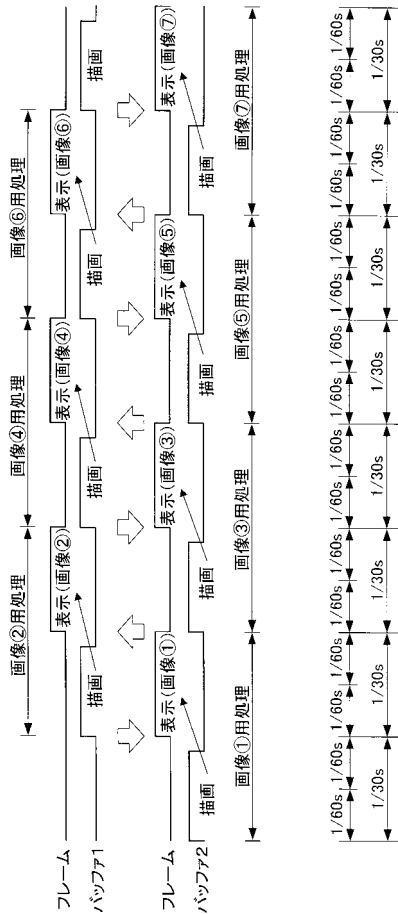 画像②用処理 画像④用処理 画像⑥用処理
フレーム 表示(画像②) 表示(画像④) 表示(画像⑥)
バッファ1 描画 描画 描画 描画
フレーム 表示(画像①) 表示(画像③) 表示(画像⑤) 表示(画像⑦)
バッファ2 描画 描画 描画 描画
画像①用処理 画像③用処理 画像⑤用処理 画像⑦用処理
1/60s 1/60s 1/60s 1/60s 1/60s 1/60s 1/60s 1/60s 1/60s 1/60s 1/60s 1/60s 1/60s 1/60s 1/60s 1/60s
1/30s 1/30s 1/30s 1/30s 1/30s 1/30s 1/30s 1/30s